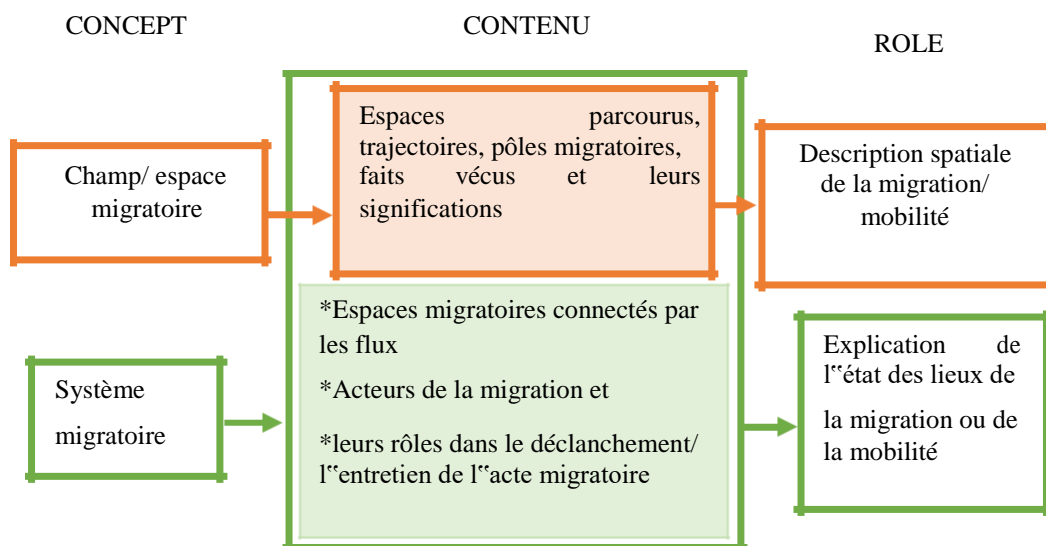 CONCEPT
CONTENU
ROLE
Champ/ espace
migratoire
Espaces parcourus,
trajectoires, pôles migratoires,
faits vécus et leurs
significations
Description spatiale
de la migration/
mobilité
Système
migratoire
*Espaces migratoires connectés par
les flux
*Acteurs de la migration et
*leurs rôles dans le déclanchement/
l‟entretien de l‟acte migratoire
Explication de
l‟état des lieux de
la migration ou de
la mobilité